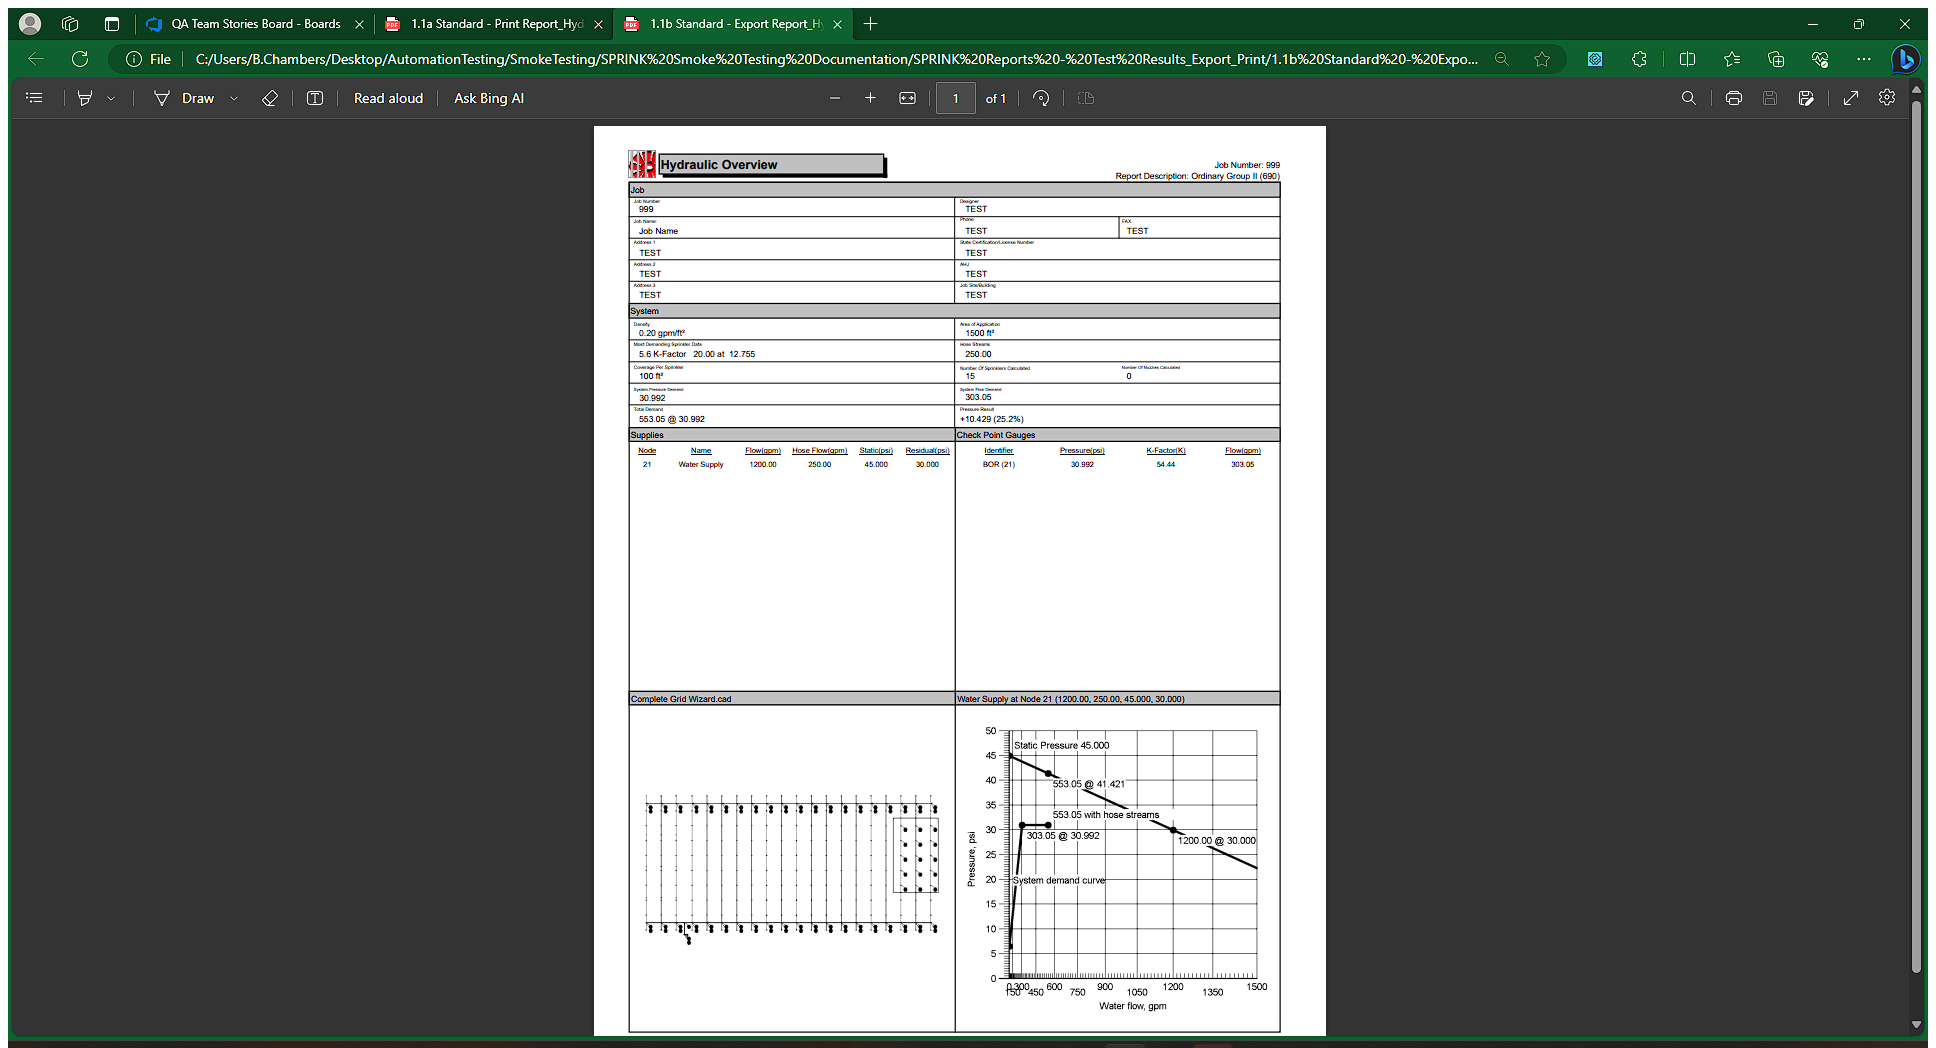 QA Team Stories Board - Boards
1.1a Standard - Print Report_Hyd
1.1b Standard - Export Report_Hy
File
C:/Users/B.Chambers/Desktop/AutomationTesting/SmokeTesting/SPRINK%20Smoke%20Testing%20Documentation/SPRINK%20Reports%20-%20Test%20Results_Export_Print/1.1b%20Standard%20-%20Expo...
Draw
Read aloud
Ask Bing AI
1 of 1
Hydraulic Overview
Job Number: 999
Report Description: Ordinary Group II (690)
Job
Job Number
999
Designer
TEST
Job Name:
Job Name
Phone
TEST
FAX
TEST
Address 1
TEST
State Certification/License Number
TEST
Address 2
TEST
AHJ
TEST
Address 3
TEST
Job Site/Building
TEST
System
Density
0.20 gpm/ft²
Area of Application
1500 ft²
Most Demanding Sprinkler Data
5.6 K-Factor 20.00 at 12.755
Hose Streams
250.00
Coverage Per Sprinkler
100 ft²
Number Of Sprinklers Calculated
15
Number Of Nozzles Calculated
0
System Pressure Demand
30.992
System Flow Demand
303.05
Total Demand
553.05 @ 30.992
Pressure Result
+10.429 (25.2%)
Supplies
Check Point Gauges
Node Name Flow(gpm) Hose Flow(gpm) Static(psi) Residual(psi)
21 Water Supply 1200.00 250.00 45.000 30.000
Identifier Pressure(psi) K-Factor(K) Flow(gpm)
BOR (21) 30.992 54.44 303.05
Complete Grid Wizard.cad
Water Supply at Node 21 (1200.00, 250.00, 45.000, 30.000)
50
Static Pressure 45.000
45
40
553.05 @ 41.421
35
553.05 with hose streams
30
303.05 @ 30.992
1200.00 @ 30.000
25
20
System demand curve
15
10
5
0
Pressure, psi
0 300 600 900 1200 1500
150 450 750 1050 1350
Water flow, gpm